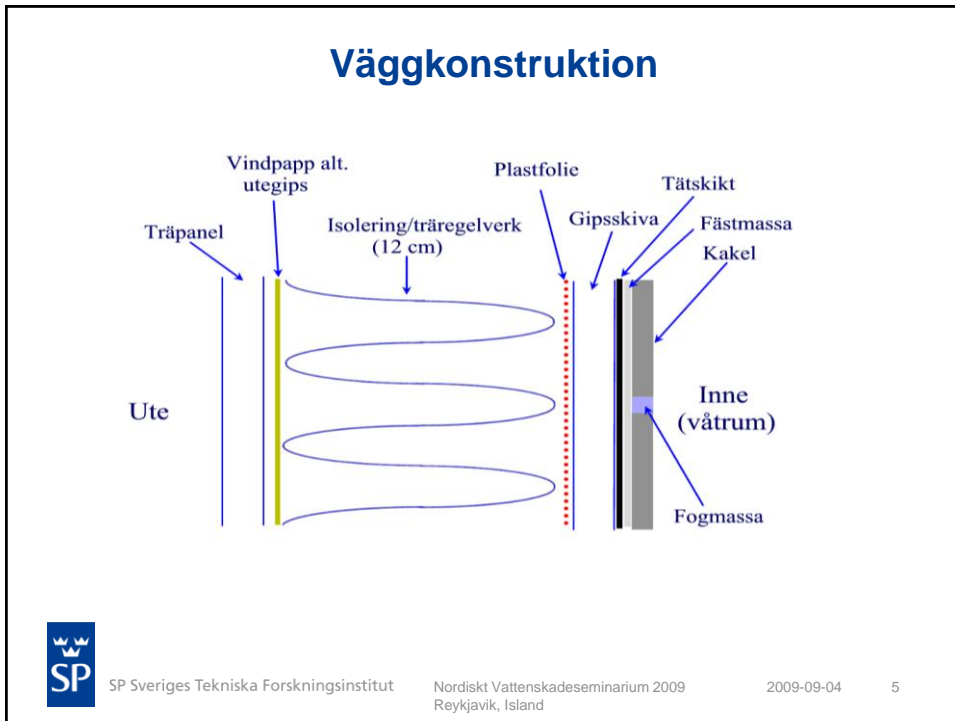 Väggkonstruktion
Vindpapp alt.
utegips
Plastfolie
Tätskikt
Träpanel
Isolering/träregelverk
(12 cm)
Gipsskiva
Fästmassa
Kakel
Ute
Inne
(våtrum)
Fogmassa
SP
SP Sveriges Tekniska Forskningsinstitut
Nordiskt Vattenskadeseminarium 2009
Reykjavik, Island
2009-09-04
5